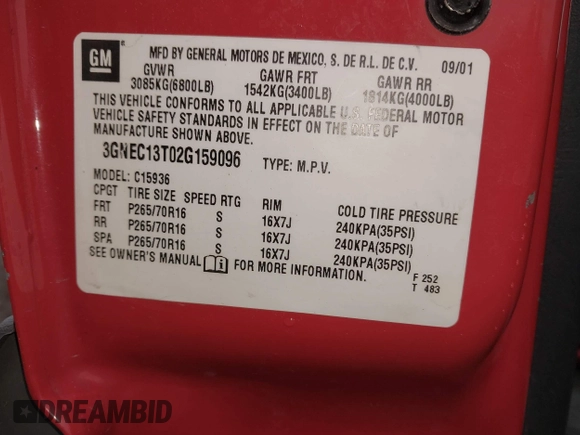 GM
MFD BY GENERAL MOTORS DE MEXICO, S. DE R.L. DE C.V. 09/01
GVWR GAWR FRT GAWR RR
3085KG(6800LB) 1542KG(3400LB) 1814KG(4000LB)
THIS VEHICLE CONFORMS TO ALL APPLICABLE U.S. FEDERAL MOTOR
VEHICLE SAFETY STANDARDS IN EFFECT ON THE DATE OF
MANUFACTURE SHOWN ABOVE.
3GNEC13T02G159096 TYPE: M.P.V.
MODEL: C15936
CPGT TIRE SIZE SPEED RTG RIM COLD TIRE PRESSURE
FRT P265/70R16 S 16X7J 240KPA(35PSI)
RR P265/70R16 S 16X7J 240KPA(35PSI)
SPA P265/70R16 S 16X7J 240KPA(35PSI)
SEE OWNER'S MANUAL FOR MORE INFORMATION.
F 252
T 483
DREAMBID